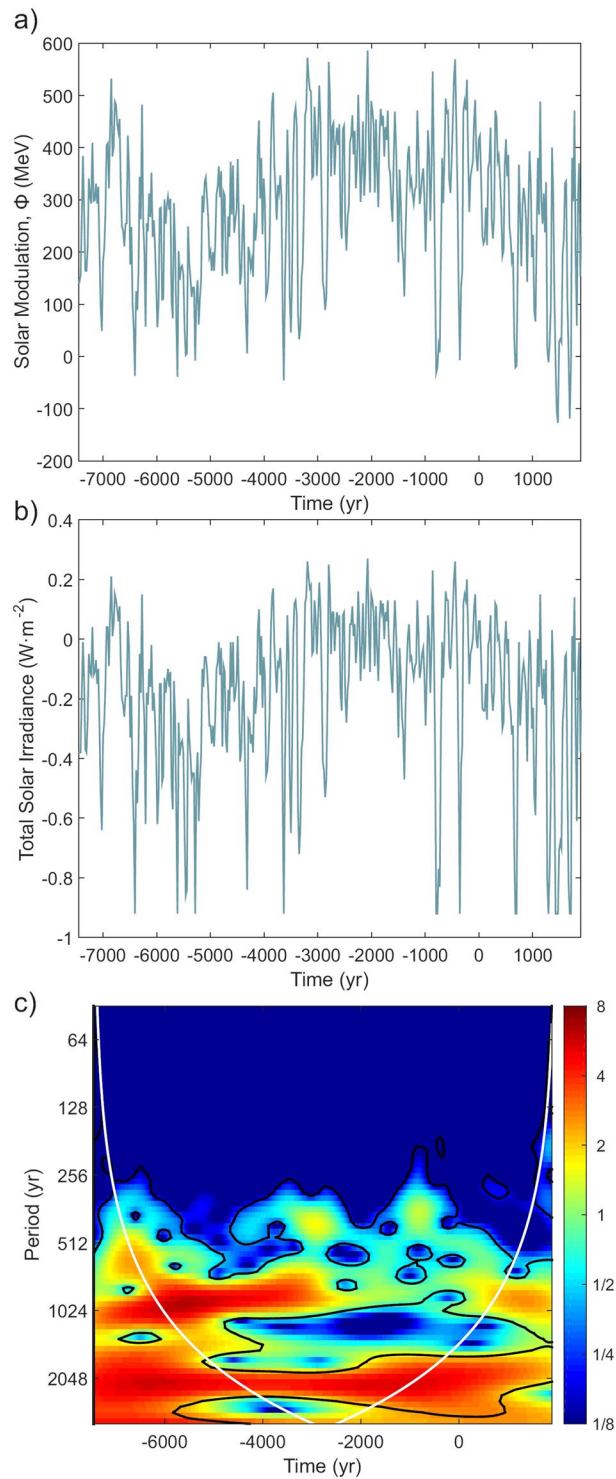 a)
600
500
400
300
200
100
0
-100
-200
Solar Modulation, Φ (MeV)
-7000 -6000 -5000 -4000 -3000 -2000 -1000 0 1000
Time (yr)
b)
0.4
0.2
0
-0.2
-0.4
-0.6
-0.8
-1
Total Solar Irradiance (W·m⁻²)
-7000 -6000 -5000 -4000 -3000 -2000 -1000 0 1000
Time (yr)
c)
64
128
256
512
1024
2048
Period (yr)
-6000 -4000 -2000 0
Time (yr)
8
4
2
1
1/2
1/4
1/8